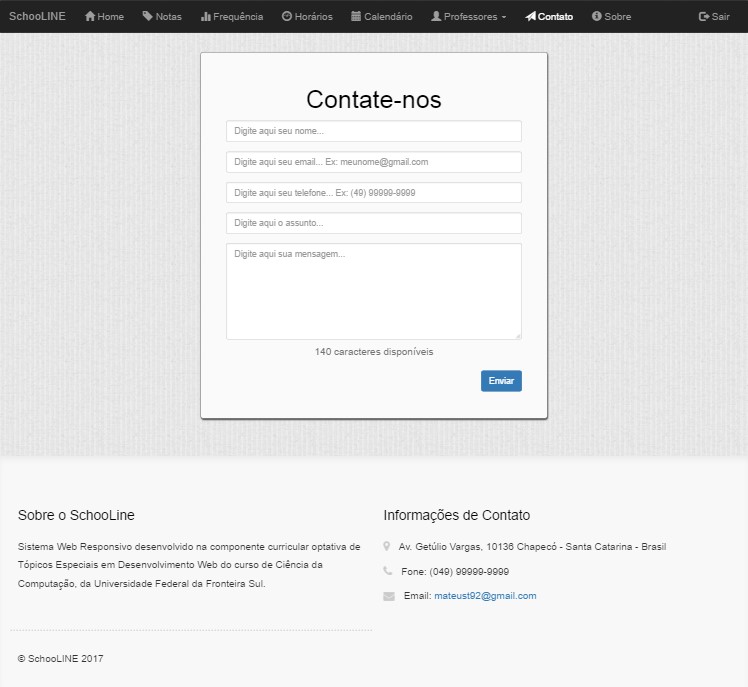 SchooLINE Home Notas Frequência Horários Calendário Professores Contato Sobre Sair
Contate-nos
Digite aqui seu nome...
Digite aqui seu email... Ex: meunome@gmail.com
Digite aqui seu telefone... Ex: (49) 99999-9999
Digite aqui o assunto...
Digite aqui sua mensagem...
140 caracteres disponíveis
Enviar
Sobre o SchooLine
Sistema Web Responsivo desenvolvido na componente curricular optativa de
Tópicos Especiais em Desenvolvimento Web do curso de Ciência da
Computação, da Universidade Federal da Fronteira Sul.
Informações de Contato
Av. Getúlio Vargas, 10136 Chapecó - Santa Catarina - Brasil
Fone: (049) 99999-9999
Email: mateust92@gmail.com
© SchooLINE 2017